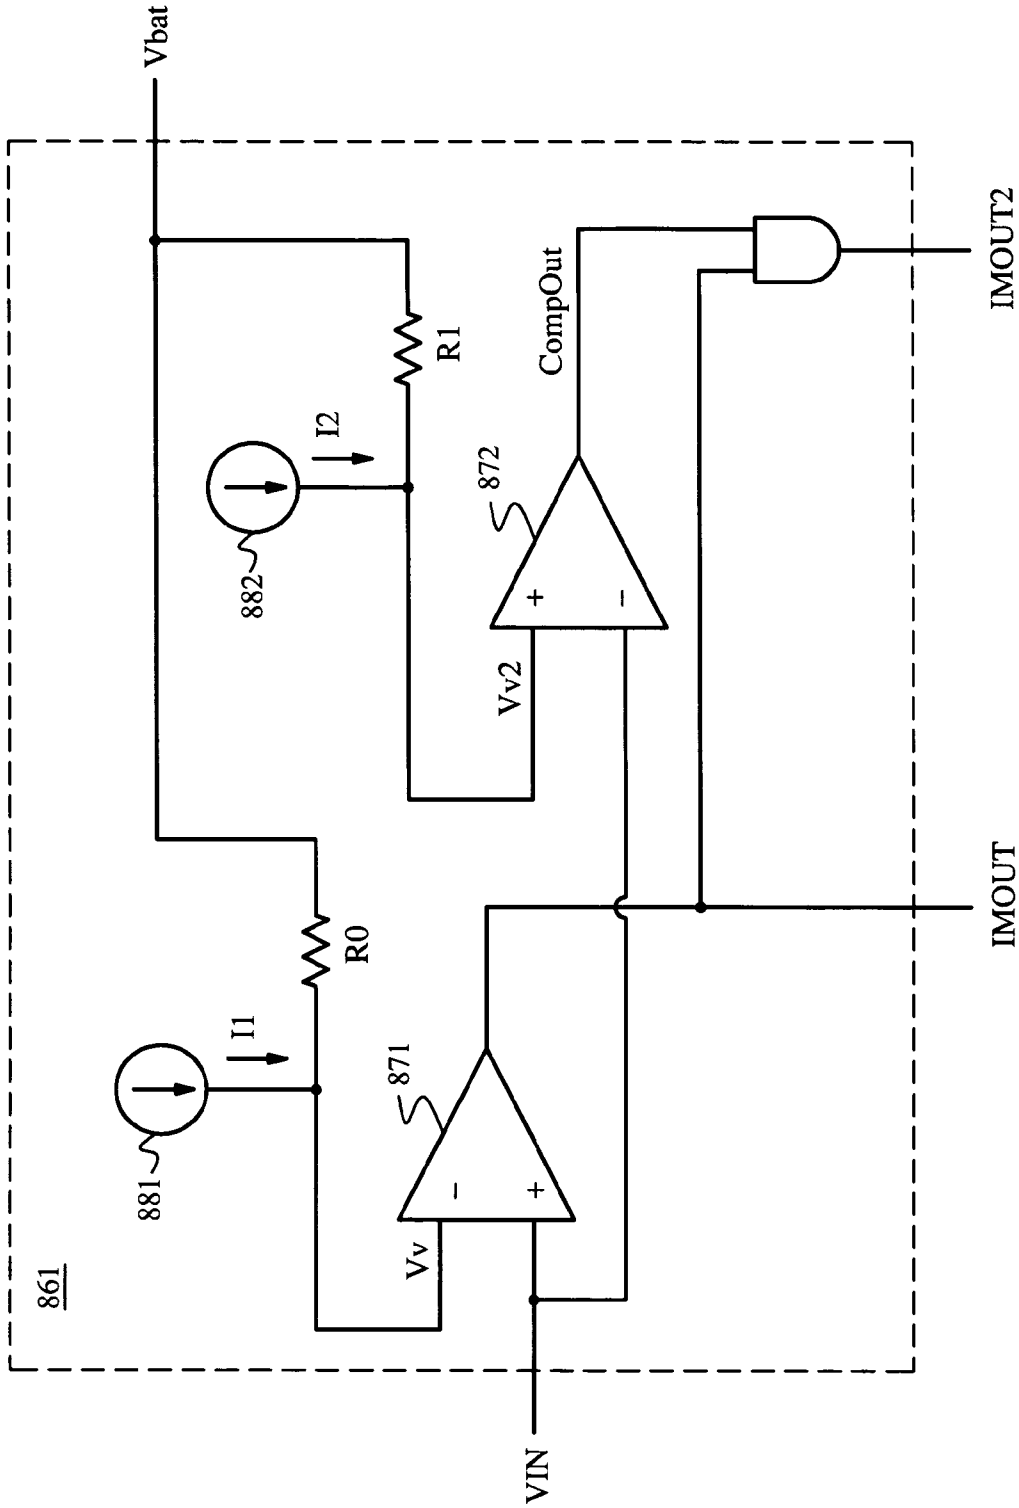 861
881
I1
R0
Vv
871
-
+
VIN
882
I2
R1
Vv2
872
+
-
CompOut
Vbat
IMOUT
IMOUT2